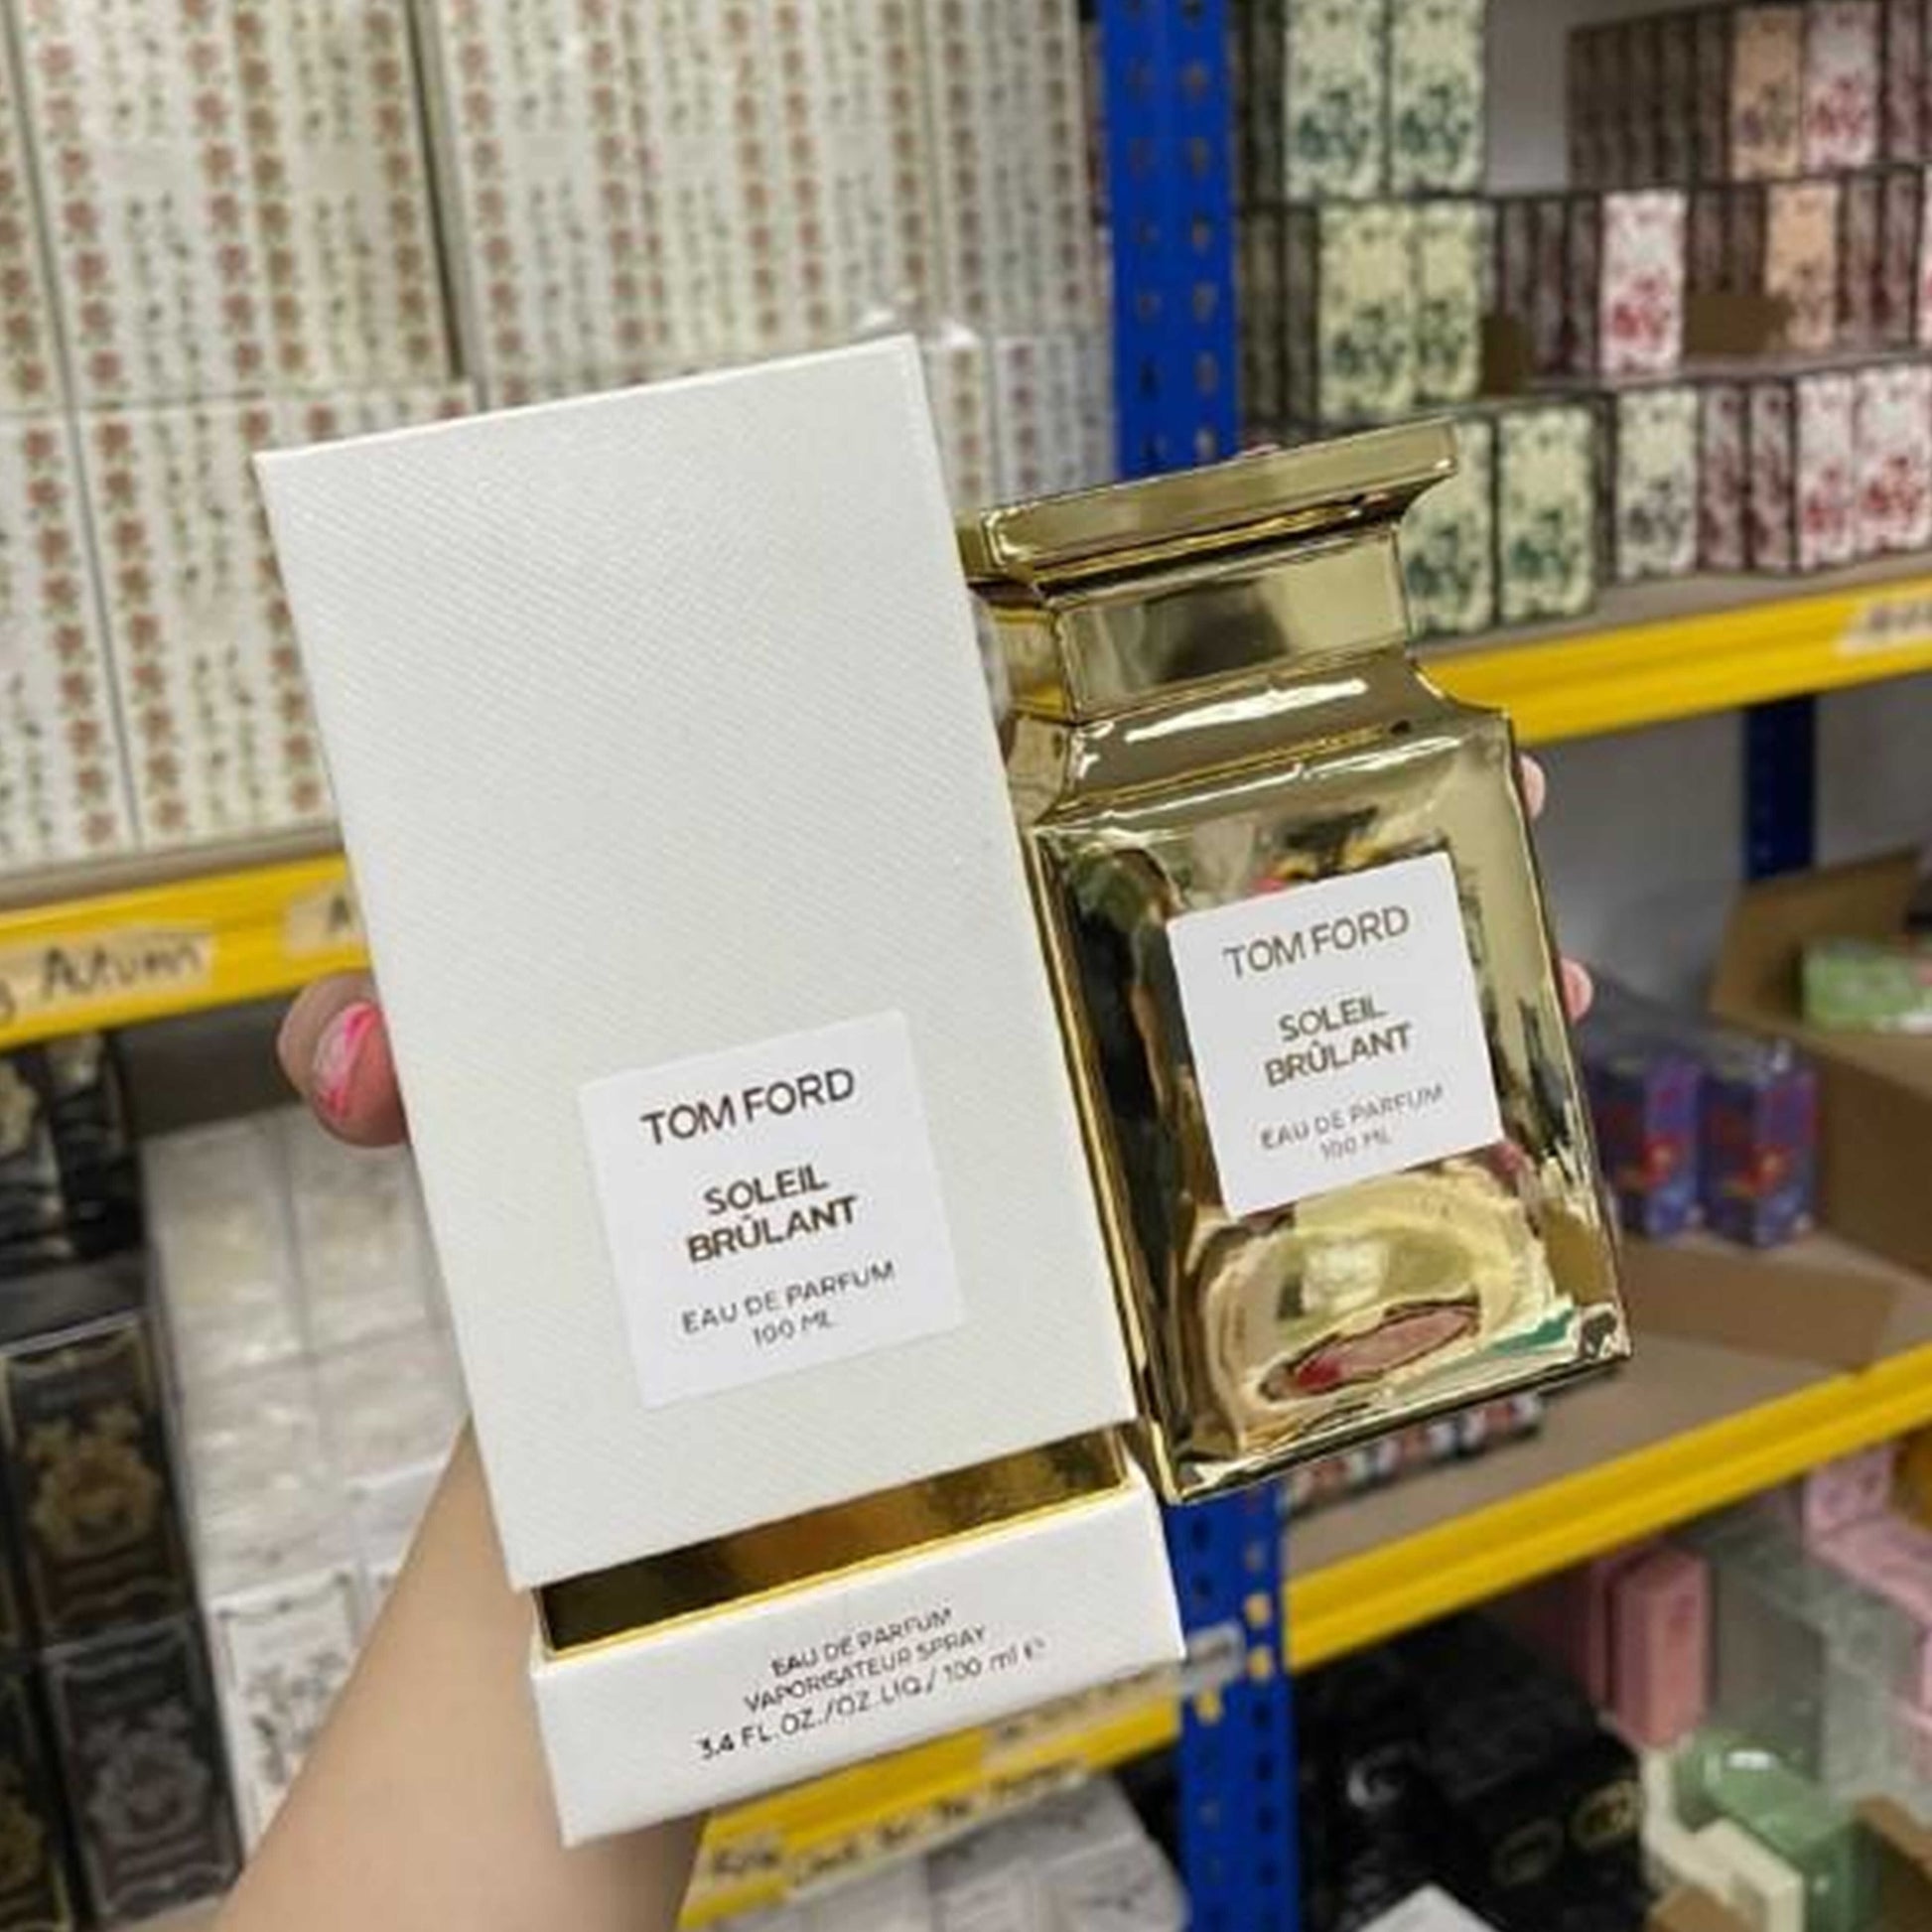 Autumn
TOM FORD
SOLEIL
BRÛLANT
EAU DE PARFUM
100 ML
EAU DE PARFUM
VAPORISATEUR SPRAY
3.4 FL.OZ./OZ.LIQ./ 100 ml e
TOM FORD
SOLEIL
BRÛLANT
EAU DE PARFUM
100 ML